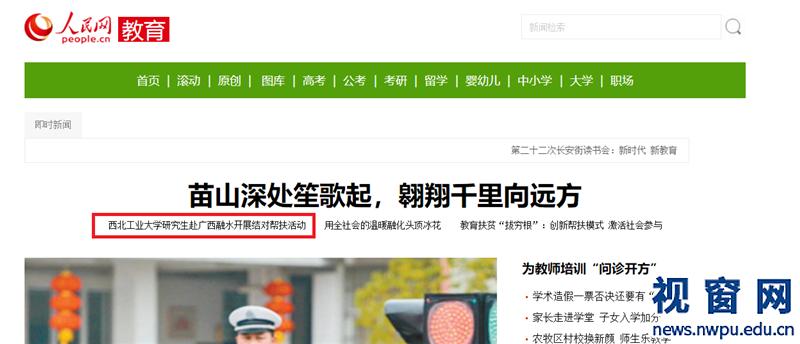 人民网 教育
people.cn
新闻检索
首页 | 滚动 | 原创 | 图库 | 高考 | 公考 | 考研 | 留学 | 婴幼儿 | 中小学 | 大学 | 职场
即时新闻
第二十二次长安街读书会：新时代 新教育
苗山深处笙歌起，翱翔千里向远方
西北工业大学研究生赴广西融水开展结对帮扶活动 用全社会的温暖融化头顶冰花 教育扶贫“拔穷根”：创新帮扶模式 激活社会参与
为教师培训“问诊开方”
学术造假一票否决还要有“
家长走进学堂 子女入学加分
农牧区村校换新颜 师生乐教学
视窗网
news.nwpu.edu.cn